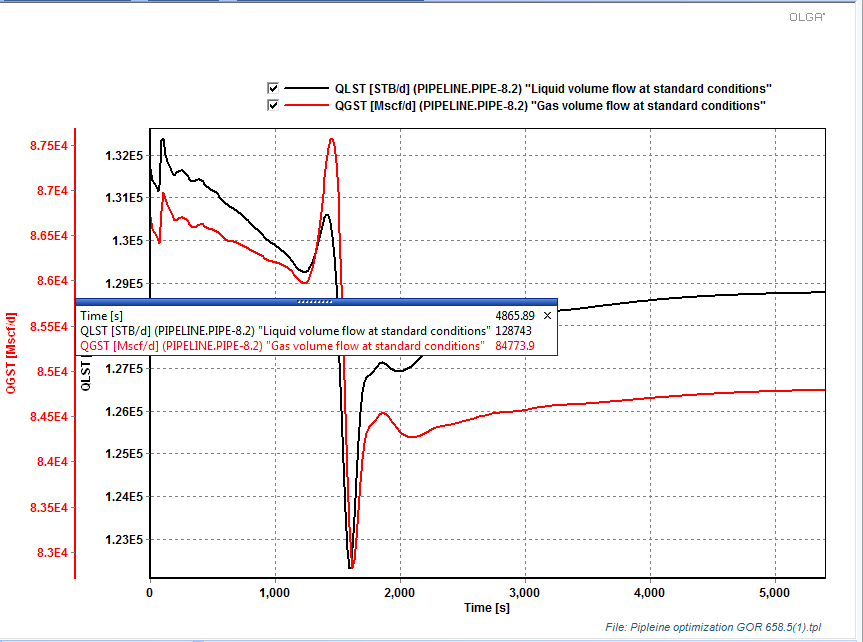 OLGA
QLST [STB/d] (PIPELINE.PIPE-8.2) "Liquid volume flow at standard conditions"
QGST [Mscf/d] (PIPELINE.PIPE-8.2) "Gas volume flow at standard conditions"
8.75E4
8.7E4
8.65E4
8.6E4
8.55E4
8.5E4
8.45E4
8.4E4
8.35E4
8.3E4
QGST [Mscf/d]
1.32E5
1.31E5
1.3E5
1.29E5
1.27E5
1.26E5
1.25E5
1.24E5
1.23E5
QLST [
Time [s] 4865.89
QLST [STB/d] (PIPELINE.PIPE-8.2) "Liquid volume flow at standard conditions" 128743
QGST [Mscf/d] (PIPELINE.PIPE-8.2) "Gas volume flow at standard conditions" 84773.9
0 1,000 2,000 3,000 4,000 5,000
Time [s]
File: Pipleine optimization GOR 658.5(1).tpl